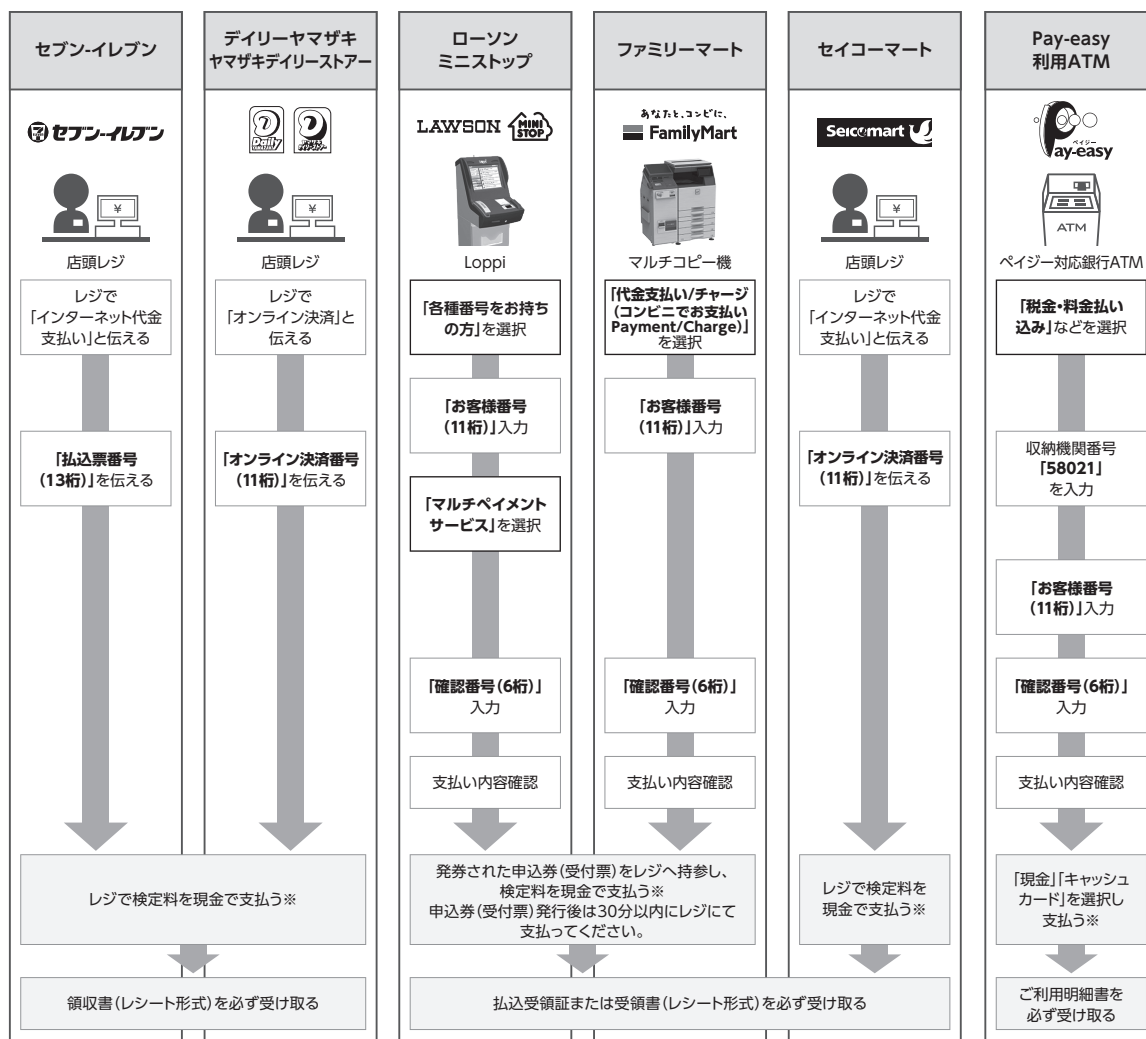 セブン-イレブン
セブン-イレブン
¥
店頭レジ
レジで
「インターネット代金
支払い」と伝える
「払込票番号
(13桁)」を伝える
デイリーヤマザキ
ヤマザキデイリーストアー
Daily
¥
店頭レジ
レジで
「オンライン決済」と
伝える
「オンライン決済番号
(11桁)」を伝える
レジで検定料を現金で支払う※
領収書(レシート形式)を必ず受け取る
ローソン
ミニストップ
LAWSON
MINI
STOP
Loppi
「各種番号をお持ち
の方」を選択
「お客様番号
(11桁)」入力
「マルチペイメント
サービス」を選択
「確認番号(6桁)」
入力
支払い内容確認
ファミリーマート
あなたと、コンビに、
FamilyMart
マルチコピー機
「代金支払い/チャージ
(コンビニでお支払い
Payment/Charge)」
を選択
「お客様番号
(11桁)」入力
「確認番号(6桁)」
入力
支払い内容確認
発券された申込券(受付票)をレジへ持参し、
検定料を現金で支払う※
申込券(受付票)発行後は30分以内にレジにて
支払ってください。
セイコーマート
Seicomart
¥
店頭レジ
レジで
「インターネット代金
支払い」と伝える
「オンライン決済番号
(11桁)」を伝える
レジで検定料を
現金で支払う※
払込受領証または受領書(レシート形式)を必ず受け取る
Pay-easy
利用ATM
ペイジー
Pay-easy
ATM
ペイジー対応銀行ATM
「税金・料金払い
込み」などを選択
収納機関番号
「58021」
を入力
「お客様番号
(11桁)」入力
「確認番号(6桁)」
入力
支払い内容確認
「現金」「キャッシュ
カード」を選択し
支払う※
ご利用明細書を
必ず受け取る